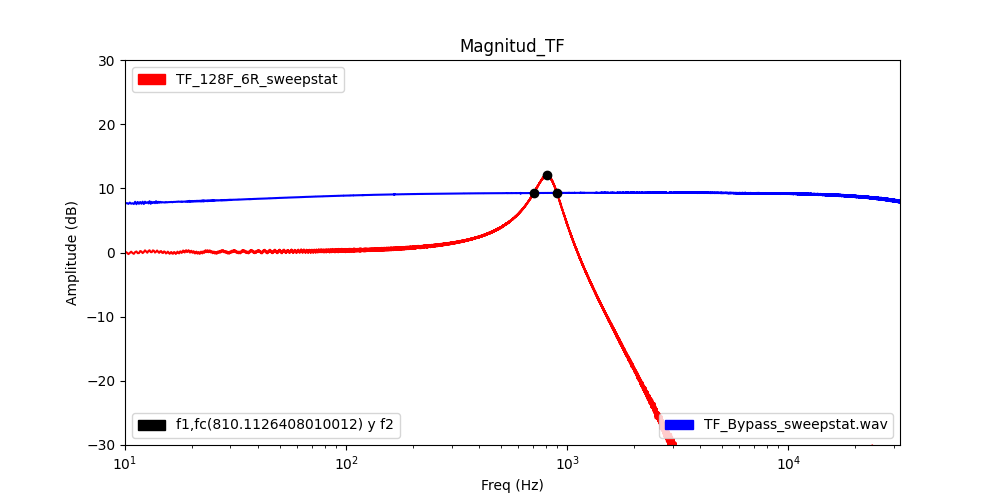 Magnitud_TF
TF_128F_6R_sweepstat
30
20
10
0
−10
−20
−30
Amplitude (dB)
f1,fc(810.1126408010012) y f2
TF_Bypass_sweepstat.wav
10¹
10²
10³
10⁴
Freq (Hz)